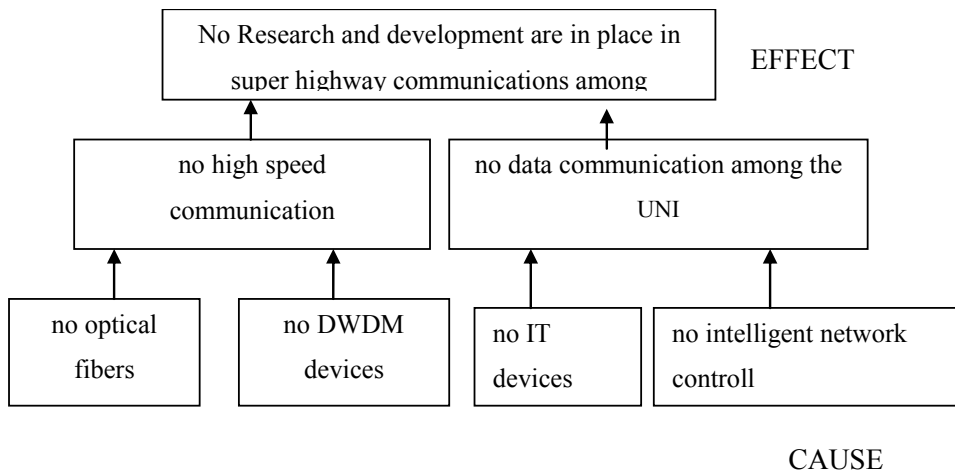 No Research and development are in place in
super highway communications among
EFFECT
no high speed
communication
no data communication among the
UNI
no optical
fibers
no DWDM
devices
no IT
devices
no intelligent network
controll
CAUSE